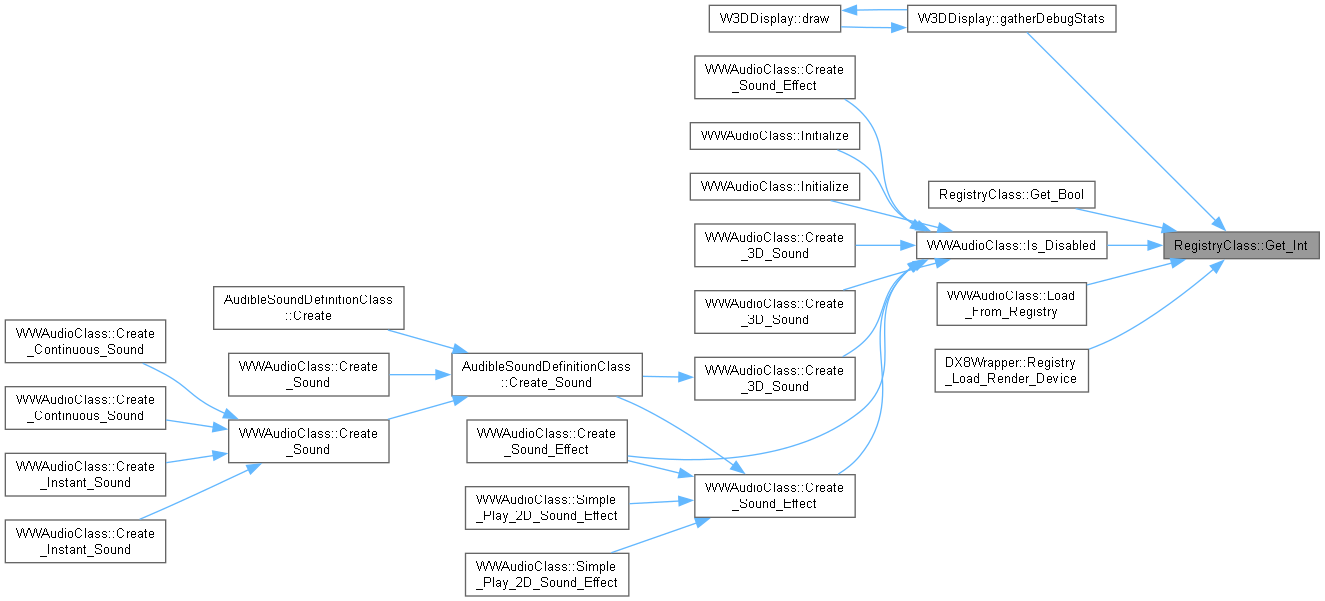 W3DDisplay::draw
W3DDisplay::gatherDebugStats
WWAudioClass::Create
_Sound_Effect
WWAudioClass::Initialize
WWAudioClass::Initialize
RegistryClass::Get_Bool
WWAudioClass::Create
_3D_Sound
WWAudioClass::Is_Disabled
RegistryClass::Get_Int
WWAudioClass::Load
_From_Registry
WWAudioClass::Create
_3D_Sound
AudibleSoundDefinitionClass
::Create
WWAudioClass::Create
_Continuous_Sound
WWAudioClass::Create
_Sound
AudibleSoundDefinitionClass
::Create_Sound
WWAudioClass::Create
_3D_Sound
DX8Wrapper::Registry
_Load_Render_Device
WWAudioClass::Create
_Continuous_Sound
WWAudioClass::Create
_Sound
WWAudioClass::Create
_Sound_Effect
WWAudioClass::Create
_Instant_Sound
WWAudioClass::Simple
_Play_2D_Sound_Effect
WWAudioClass::Create
_Sound_Effect
WWAudioClass::Create
_Instant_Sound
WWAudioClass::Simple
_Play_2D_Sound_Effect